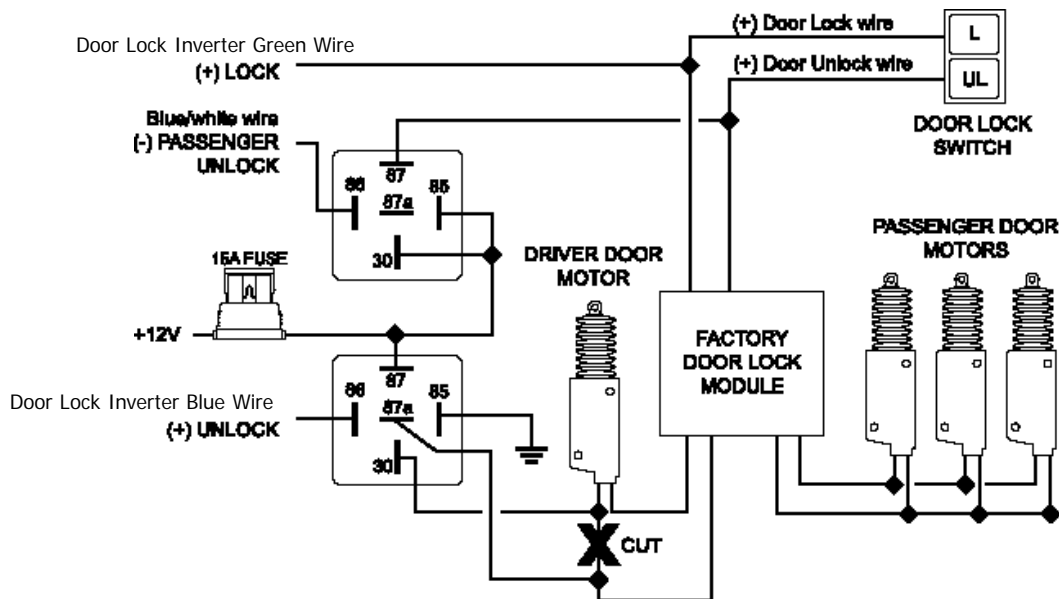 Door Lock Inverter Green Wire
(+) LOCK
(+) Door Lock wire
L
(+) Door Unlock wire
UL
DOOR LOCK
SWITCH
Blue/white wire
(-) PASSENGER
UNLOCK
87
86
87a
85
30
15A FUSE
+12V
DRIVER DOOR
MOTOR
PASSENGER DOOR
MOTORS
FACTORY
DOOR LOCK
MODULE
Door Lock Inverter Blue Wire
(+) UNLOCK
87
86
87a
85
30
X CUT